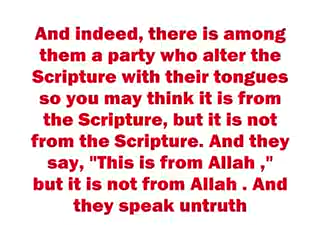 And indeed, there is among
them a party who alter the
Scripture with their tongues
so you may think it is from
the Scripture, but it is not
from the Scripture. And they
say, "This is from Allah ,"
but it is not from Allah . And
they speak untruth